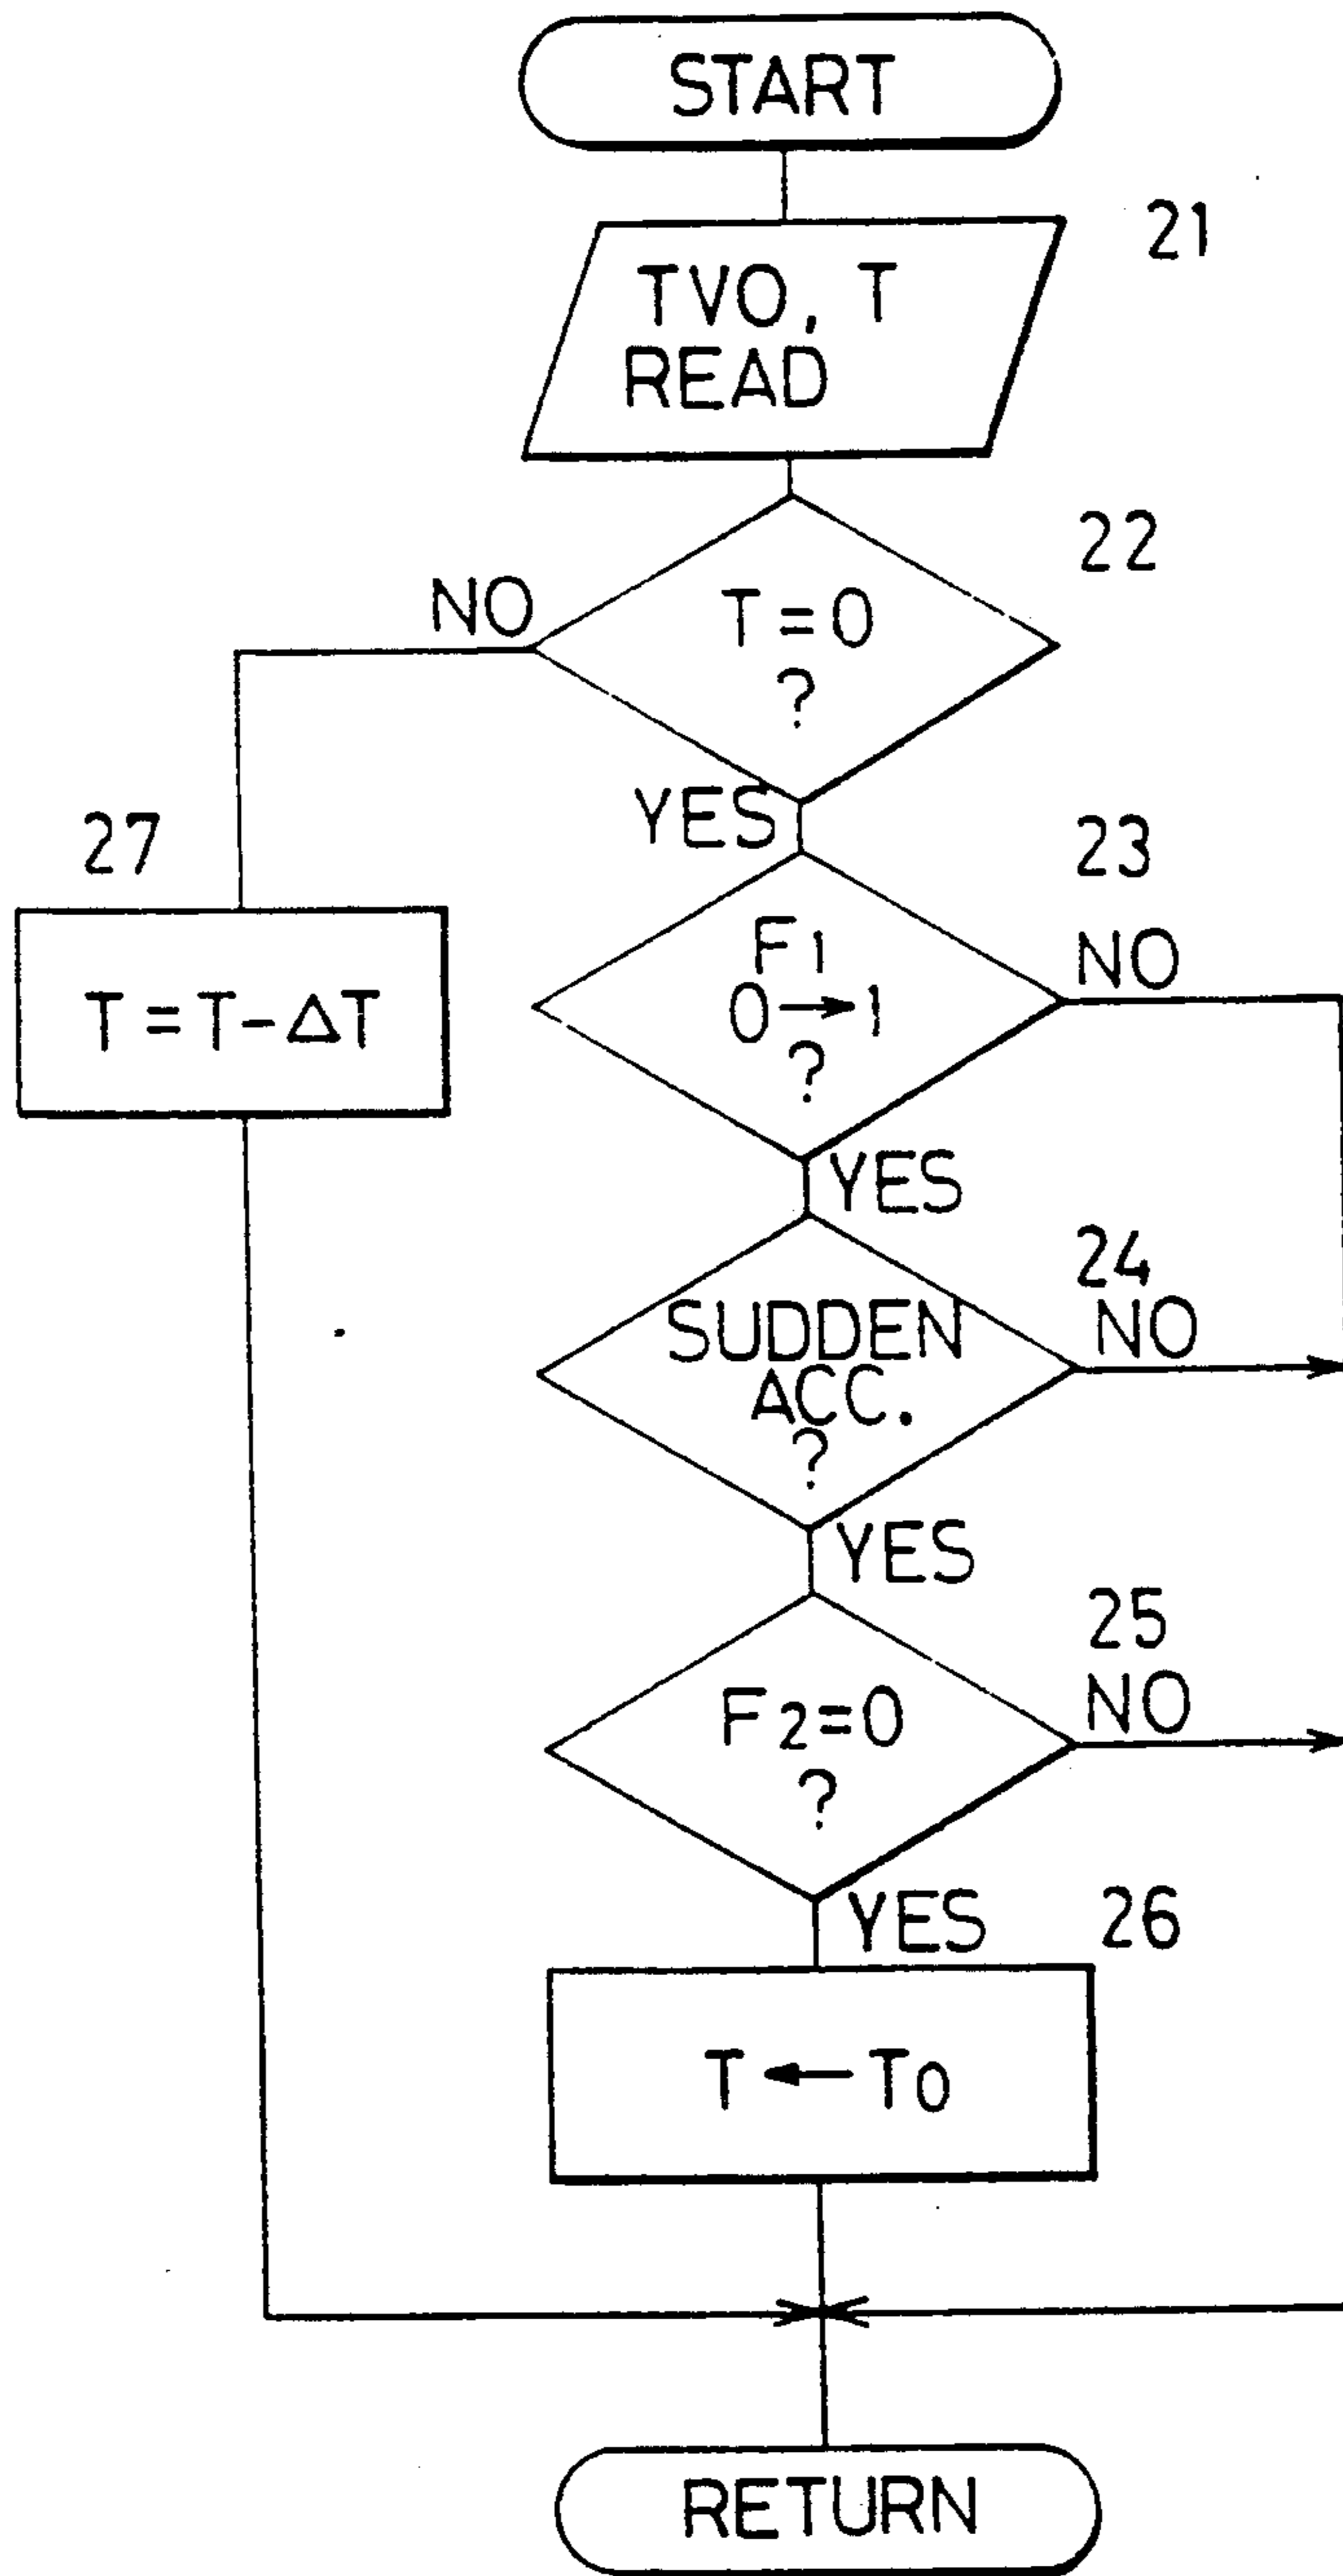 START
21
TVO, T
READ
22
NO
T=0
?
YES
27
T=T-ΔT
23
NO
F1
0→1
?
YES
24
NO
SUDDEN
ACC.
?
YES
25
NO
F2=0
?
YES
26
T←To
RETURN